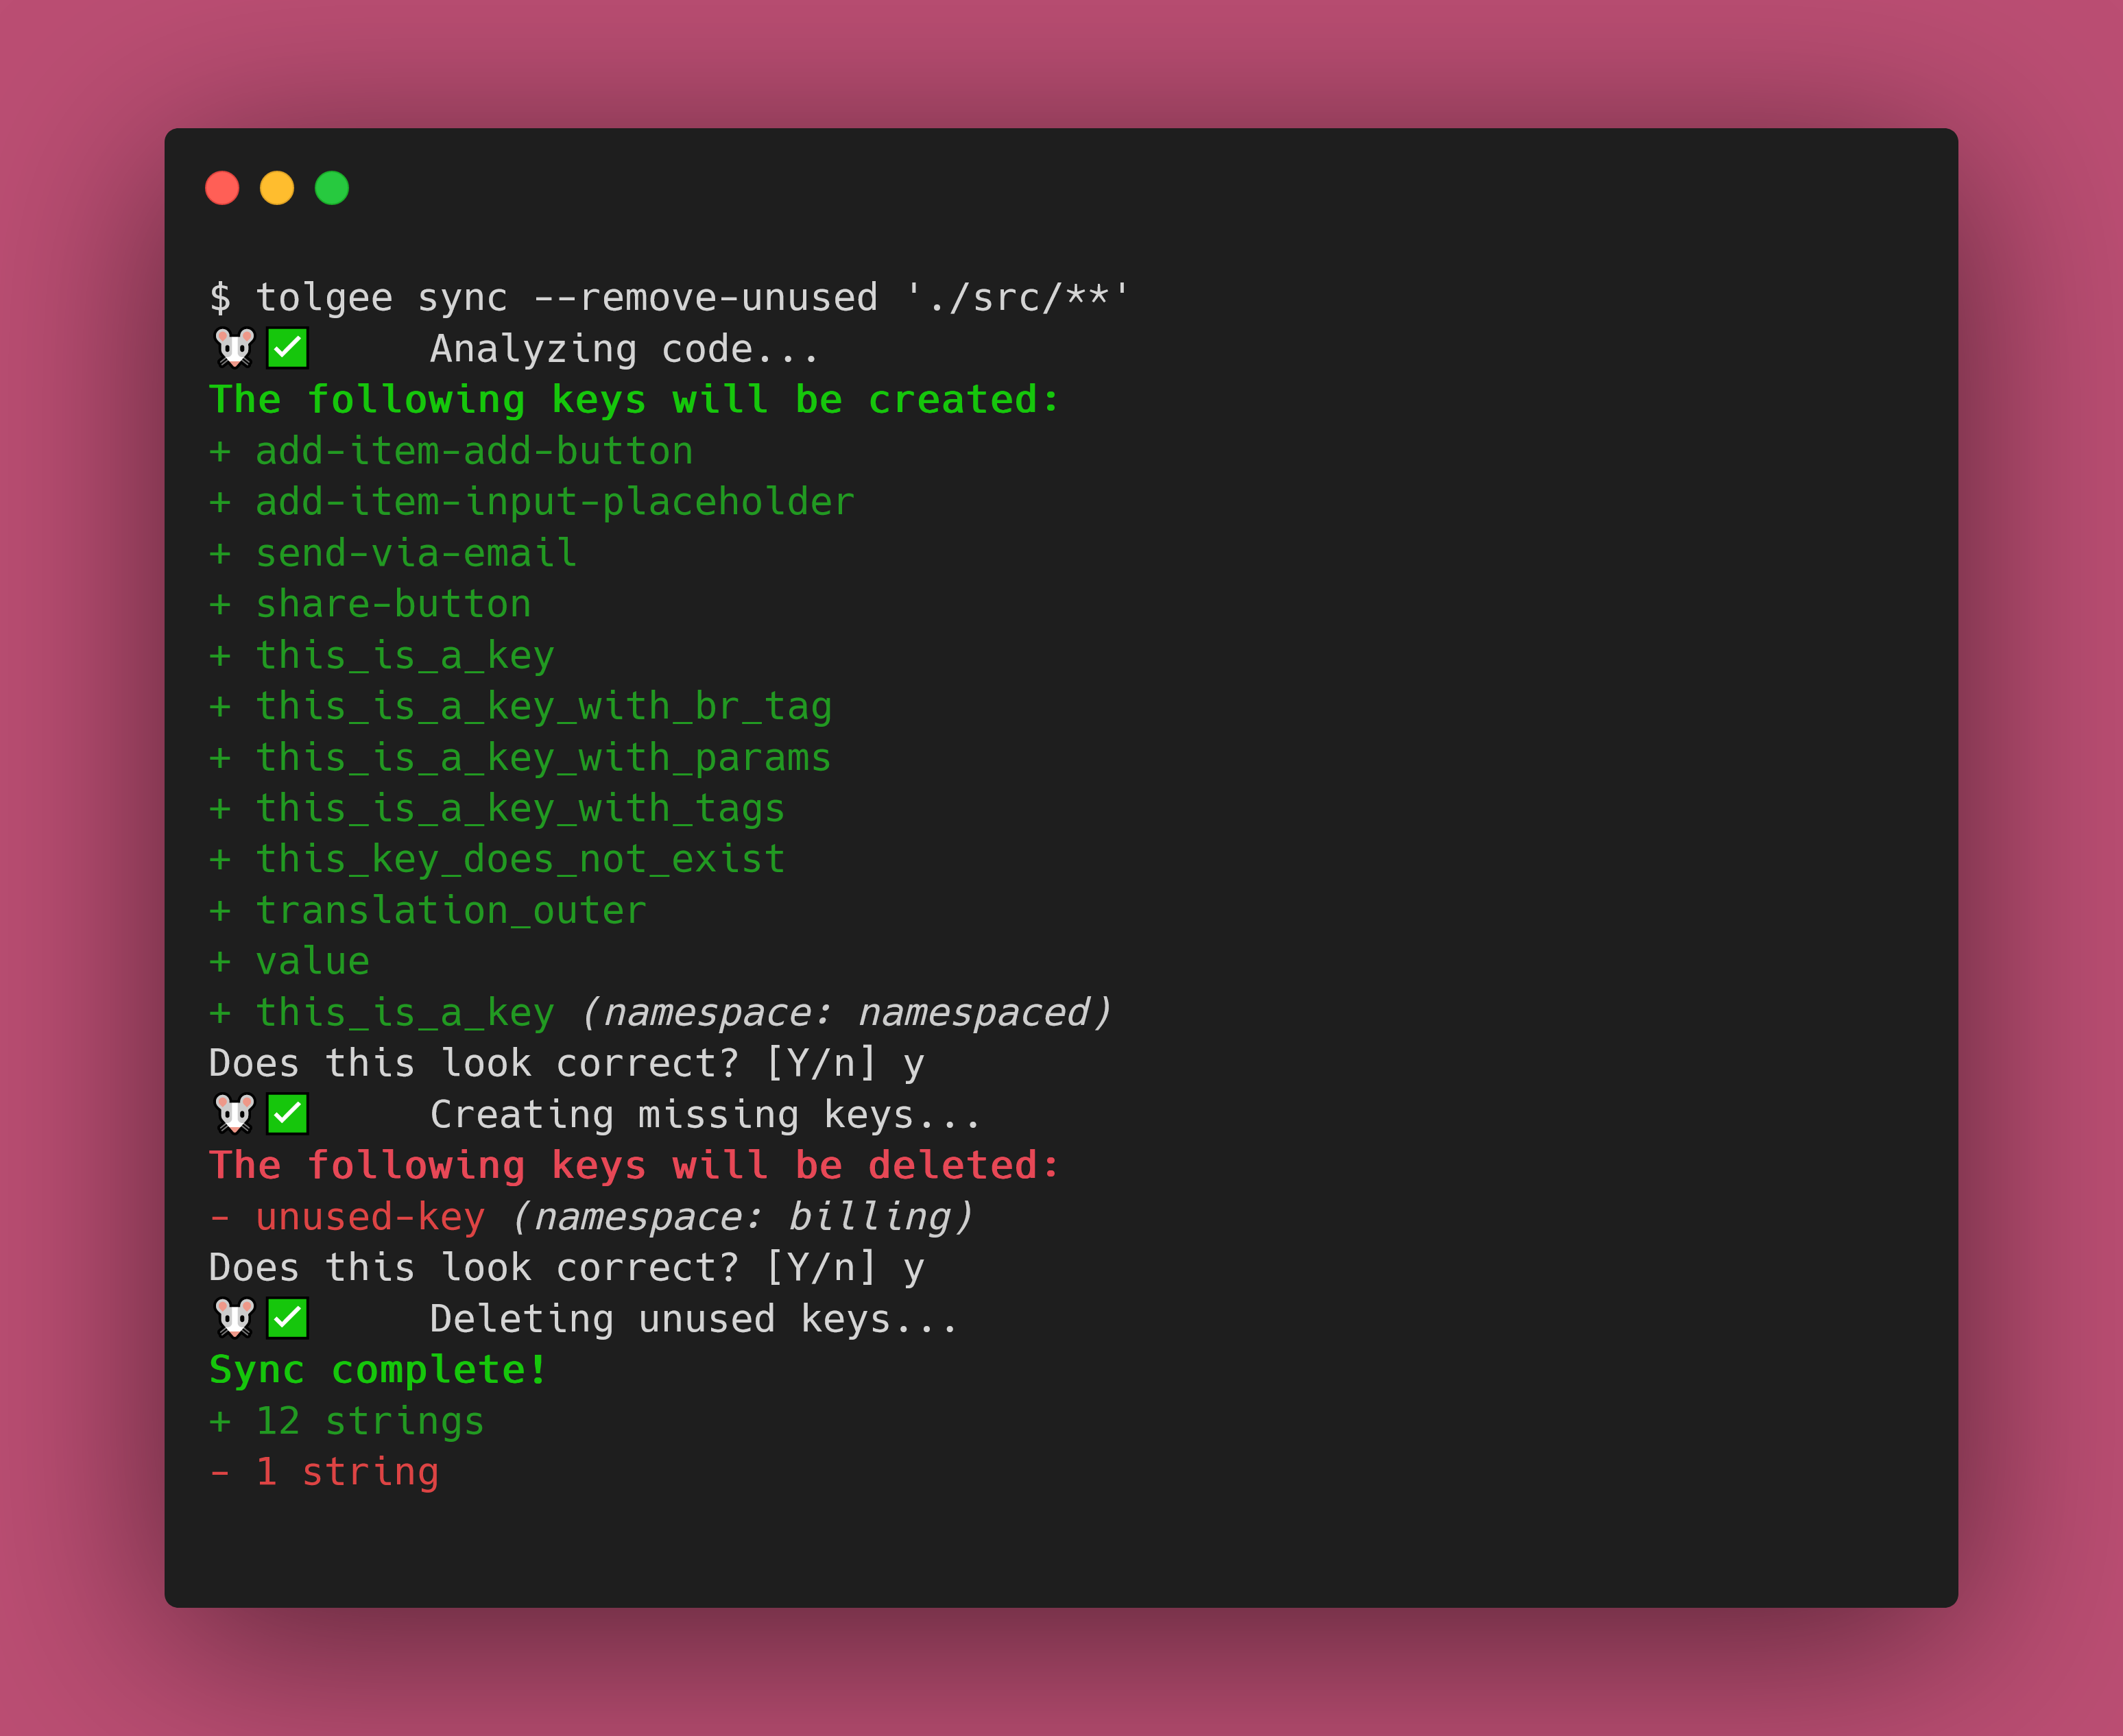 $ tolgee sync --remove-unused './src/**'
🐭✅ Analyzing code...
The following keys will be created:
+ add-item-add-button
+ add-item-input-placeholder
+ send-via-email
+ share-button
+ this_is_a_key
+ this_is_a_key_with_br_tag
+ this_is_a_key_with_params
+ this_is_a_key_with_tags
+ this_key_does_not_exist
+ translation_outer
+ value
+ this_is_a_key (namespace: namespaced)
Does this look correct? [Y/n] y
🐭✅ Creating missing keys...
The following keys will be deleted:
- unused-key (namespace: billing)
Does this look correct? [Y/n] y
🐭✅ Deleting unused keys...
Sync complete!
+ 12 strings
- 1 string